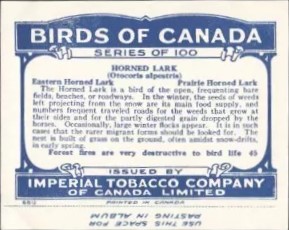 BIRDS OF CANADA
SERIES OF 100
HORNED LARK
(Otocoris alpestris)
Eastern Horned Lark Prairie Horned Lark
The Horned Lark is a bird of the open, frequenting bare
fields, beaches, or roadways. In the winter, the seeds of weeds
left projecting from the snow are its main food supply, and
numbers frequent traveled roads for the weeds that grow at
their sides and for the partly digested grain dropped by the
horses. Occasionally, large winter flocks appear. It is in
such cases that the rarer migrant forms should be looked for. The
nest is built of grass on the ground, often amidst snow-drifts,
in early spring.
Forest fires are very destructive to bird life 45
ISSUED BY
IMPERIAL TOBACCO COMPANY
OF CANADA LIMITED
PRINTED IN CANADA
USE THIS SPACE FOR
PASTING IN ALBUM